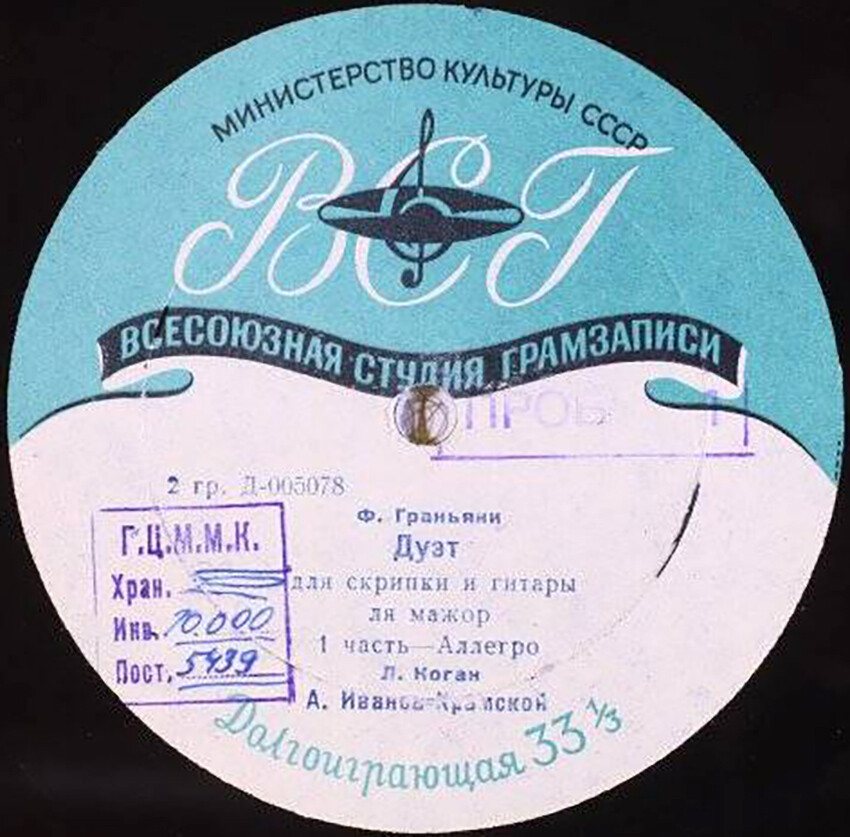 МИНИСТЕРСТВО КУЛЬТУРЫ СССР
ВСГ
ВСЕСОЮЗНАЯ СТУДИЯ ГРАМЗАПИСИ
2 гр. Д-005078
Ф. Граньяни
Дуэт
для скрипки и гитары
ля мажор
1 часть—Аллегро
Л. Коган
А. Иванов-Крамской
Г.Ц.М.М.К.
Хран.
Инв. 10.000
Пост. 5439
Долгоиграющая 33 1/3